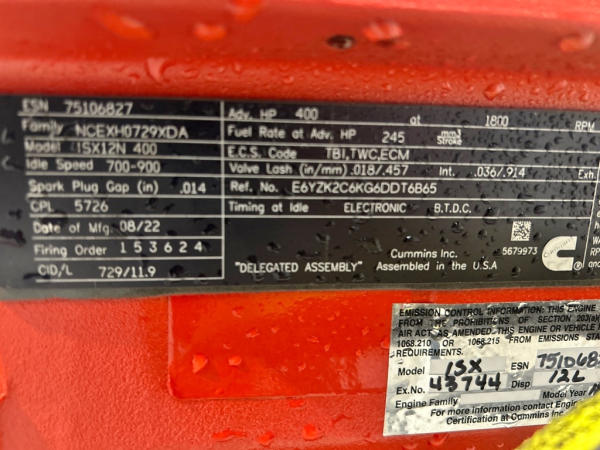 ESN 75106827
Family NCEXH0729XDA
Model ISX12N 400
Idle Speed 700-900
Spark Plug Gap (in) .014
CPL 5726
Date of Mfg. 08/22
Firing Order 1 5 3 6 2 4
CID/L 729/11.9
Adv. HP 400 at 1800 RPM
Fuel Rate at Adv. HP 245 mm3 Stroke
E.C.S. Code TBI,TWC,ECM
Valve Lash (in/mm) .018/.457 Int. .036/.914 Exh.
Ref. No. E6YZK2C6KG6DDT6B65
Timing at Idle ELECTRONIC B.T.D.C.
5679973
Cummins Inc.
"DELEGATED ASSEMBLY" Assembled in the U.S.A
EMISSION CONTROL INFORMATION: THIS ENGINE
FROM THE PROHIBITIONS OF SECTION 203(a)
AIR ACT AS AMENDED. THIS ENGINE OR VEHICLE
1068.210 OR 1068.215 FROM EMISSIONS STA
REQUIREMENTS.
Model ISX ESN 751068
Ex.No. 43744 Disp 12L
Engine Family Model Year
For more information contact Engine
Certification at Cummins Inc